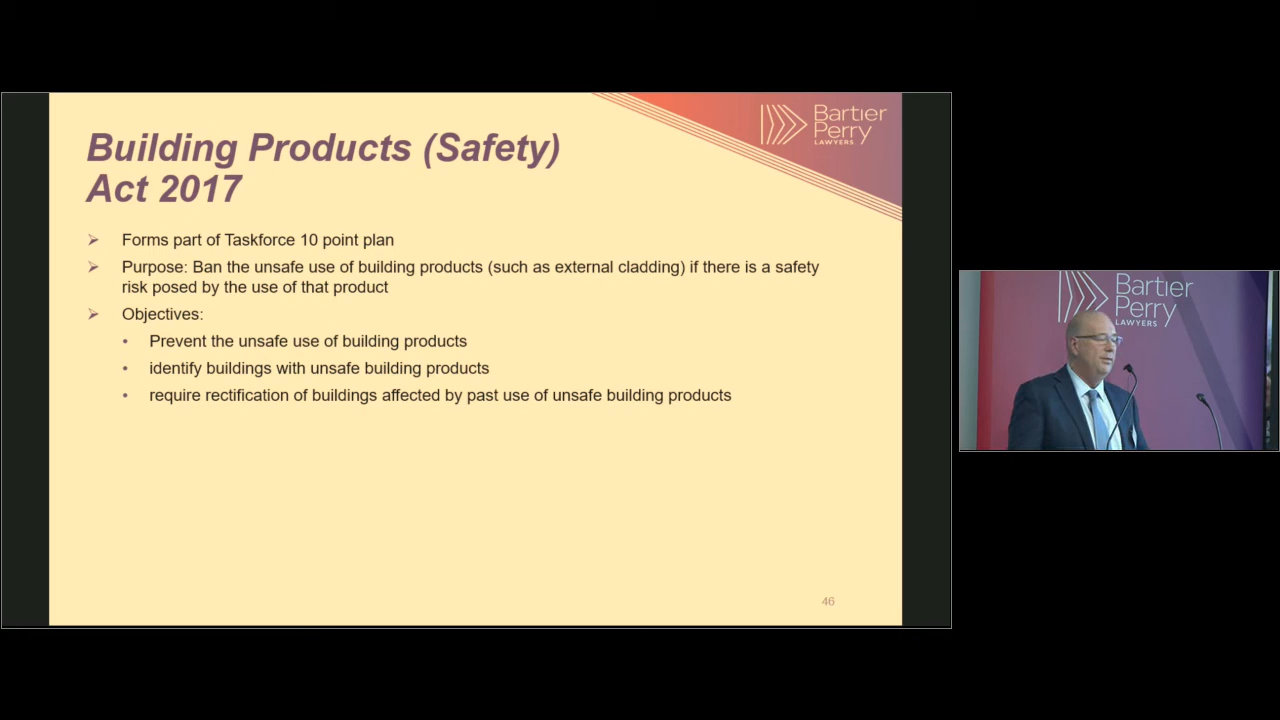 Bartier
Perry
LAWYERS
Building Products (Safety)
Act 2017
Forms part of Taskforce 10 point plan
Purpose: Ban the unsafe use of building products (such as external cladding) if there is a safety
risk posed by the use of that product
Objectives:
Prevent the unsafe use of building products
identify buildings with unsafe building products
require rectification of buildings affected by past use of unsafe building products
46
Bartier
Perry
LAWYERS